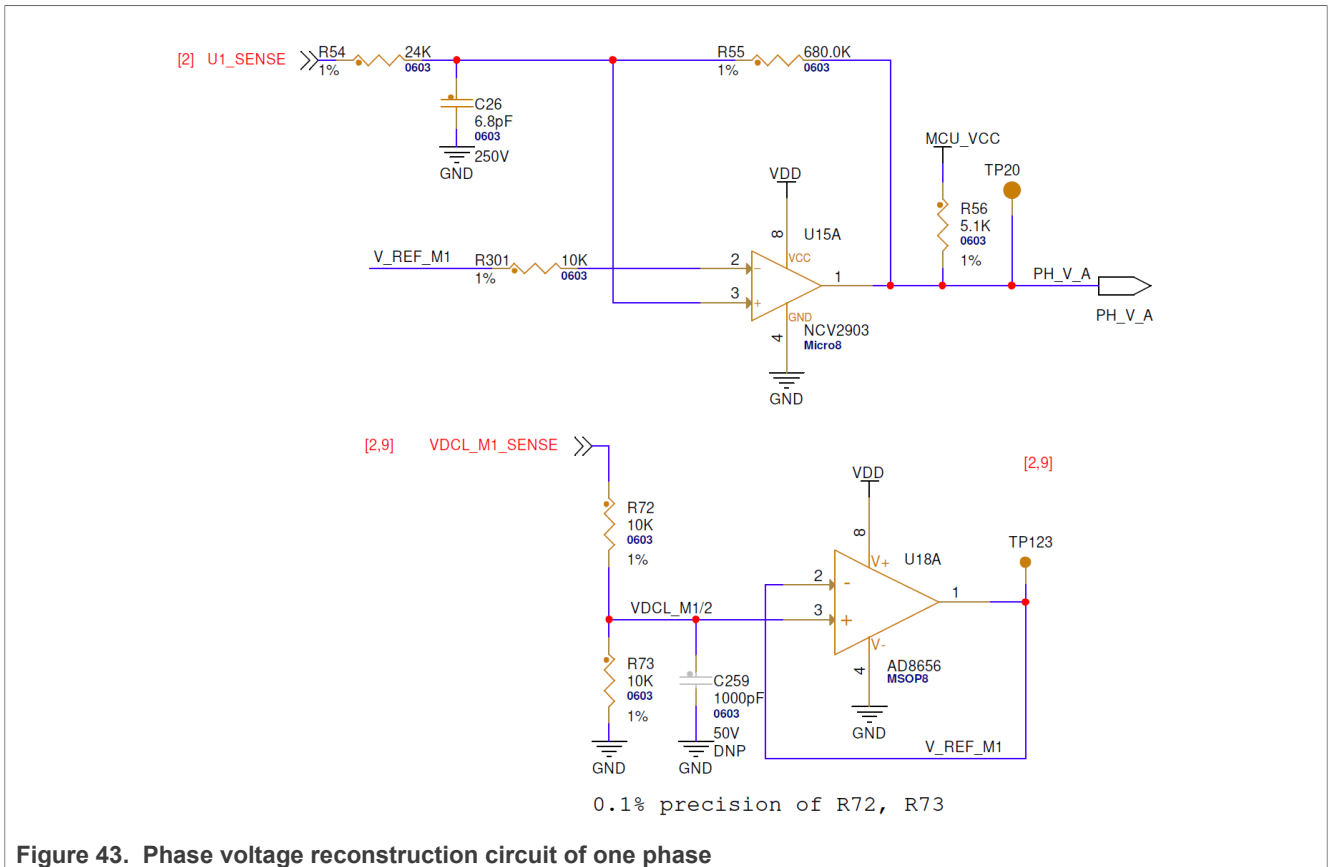 [2] U1_SENSE
R54 24K
1% 0603
R55 680.0K
1% 0603
C26
6.8pF
0603
250V
GND
MCU_VCC
TP20
VDD
R56
5.1K
0603
1%
8
U15A
V_REF_M1
R301 10K
1% 0603
2
-
VCC
1
3
+
GND
4
NCV2903
Micro8
GND
PH_V_A
PH_V_A
[2,9] VDCL_M1_SENSE
[2,9]
VDD
R72
10K
0603
1%
8
U18A
TP123
V+
2
-
1
VDCL_M1/2
3
+
V-
4
AD8656
MSOP8
GND
R73
10K
0603
1%
GND
C259
1000pF
0603
50V
DNP
GND
V_REF_M1
0.1% precision of R72, R73
Figure 43. Phase voltage reconstruction circuit of one phase